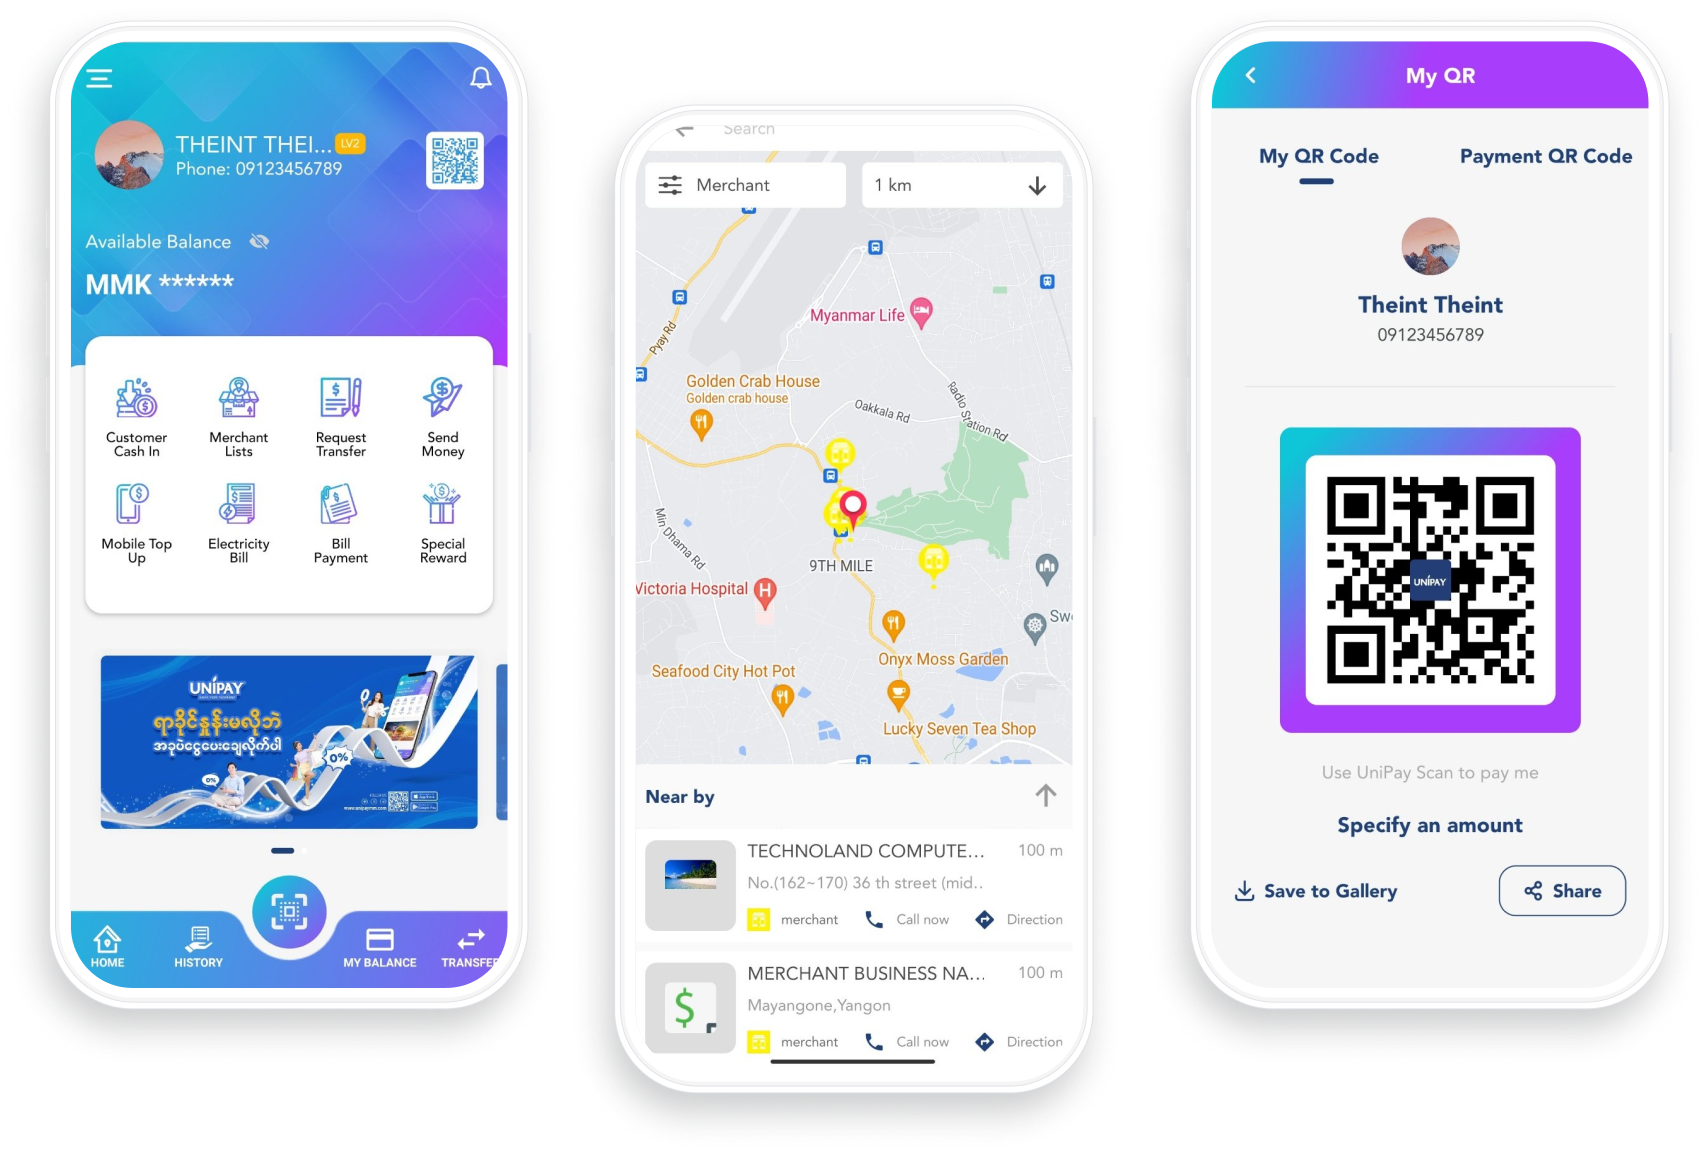 THEINT THEI... LV2
Phone: 09123456789
Available Balance
MMK ******
Customer
Cash In
Merchant
Lists
Request
Transfer
Send
Money
Mobile Top
Up
Electricity
Bill
Bill
Payment
Special
Reward
UNIPAY
ရာခိုင်နှုန်းမလိုဘဲ
အခုပဲငွေပေးချေလိုက်ပါ
0%
0%
www.unipaymm.com
HOME
HISTORY
MY BALANCE
TRANSFER
Search
Merchant
1 km
Myanmar Life
Pyay Rd
Golden Crab House
Golden crab house
Oakkala Rd
Radio Station Rd
Min Dhama Rd
9TH MILE
Victoria Hospital
Swe
Onyx Moss Garden
Seafood City Hot Pot
Lucky Seven Tea Shop
Near by
TECHNOLAND COMPUTE... 100 m
No.(162~170) 36 th street (mid..
merchant Call now Direction
MERCHANT BUSINESS NA... 100 m
Mayangone,Yangon
merchant Call now Direction
My QR
My QR Code
Payment QR Code
Theint Theint
09123456789
UNIPAY
Use UniPay Scan to pay me
Specify an amount
Save to Gallery
Share